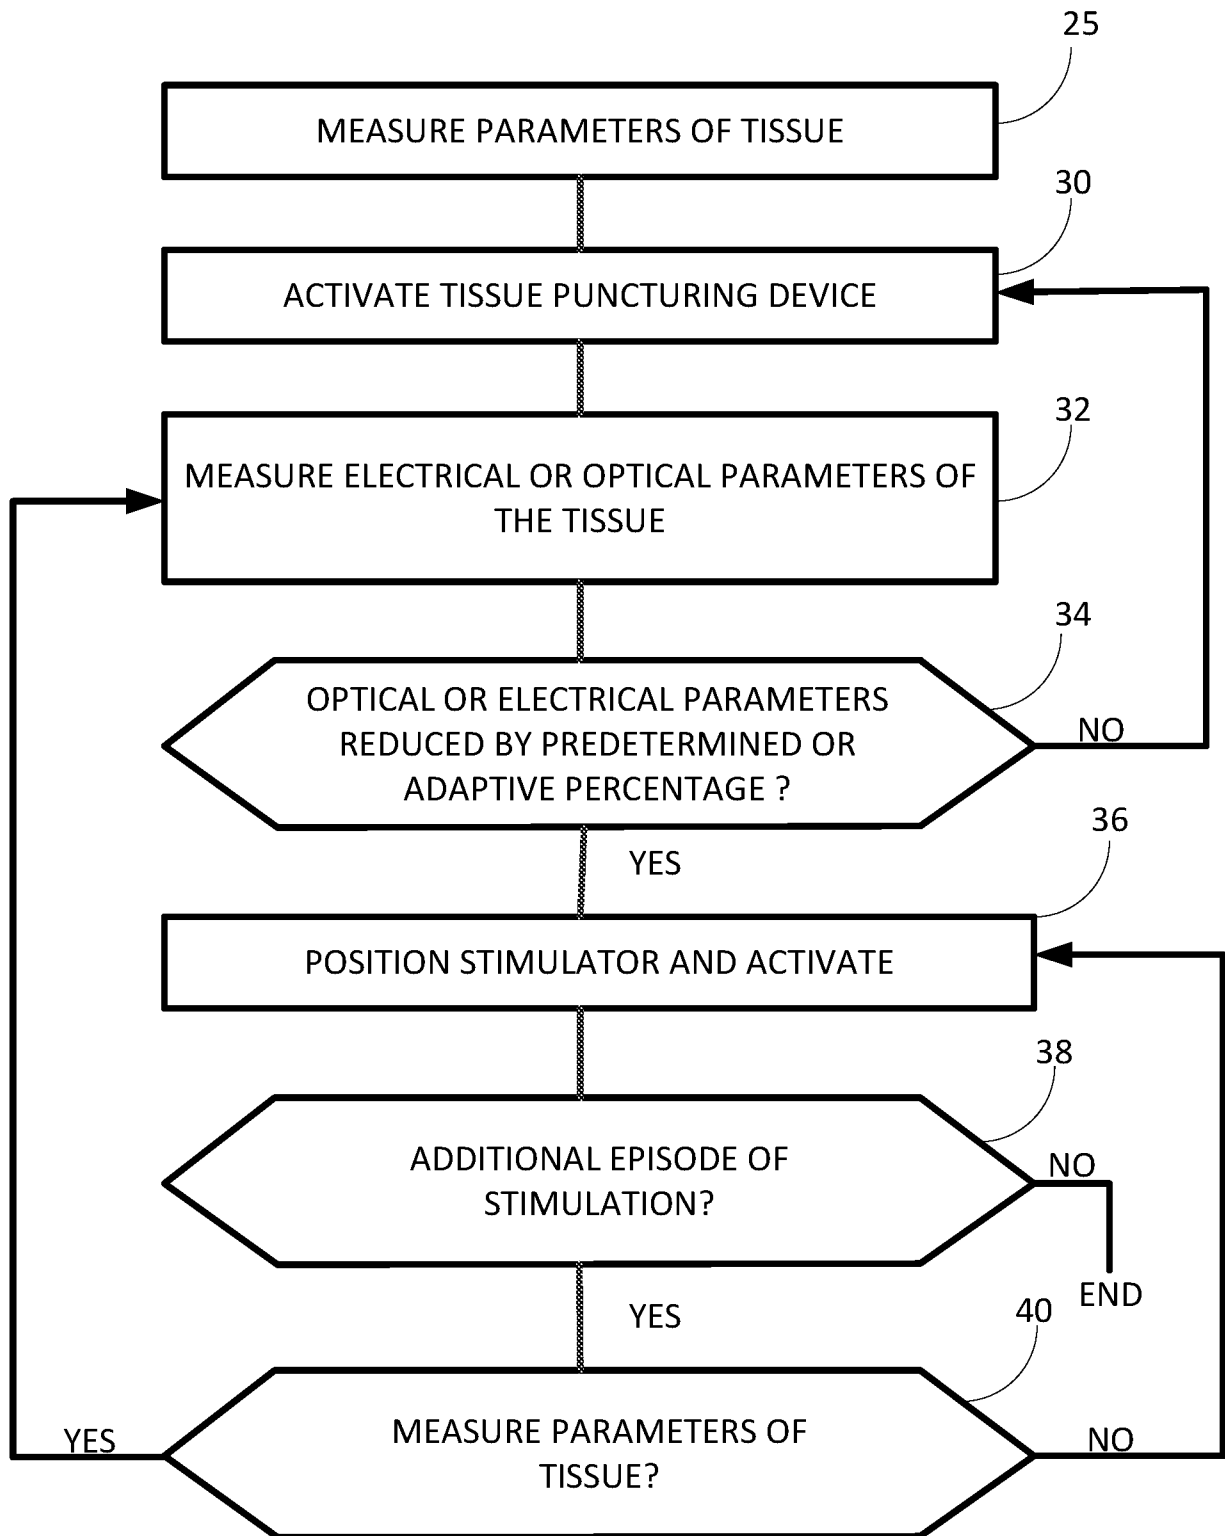 25
MEASURE PARAMETERS OF TISSUE
30
ACTIVATE TISSUE PUNCTURING DEVICE
32
MEASURE ELECTRICAL OR OPTICAL PARAMETERS OF
THE TISSUE
34
OPTICAL OR ELECTRICAL PARAMETERS
REDUCED BY PREDETERMINED OR
ADAPTIVE PERCENTAGE ?
NO
YES
36
POSITION STIMULATOR AND ACTIVATE
38
ADDITIONAL EPISODE OF
STIMULATION?
NO
END
YES
40
MEASURE PARAMETERS OF
TISSUE?
YES
NO